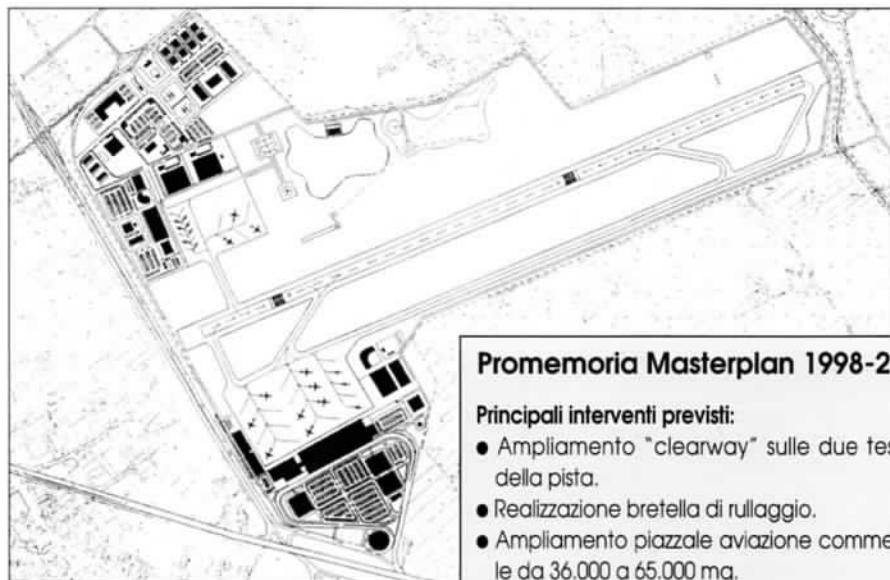 Promemoria Masterplan 1998-2
Principali interventi previsti:
● Ampliamento "clearway" sulle due tes
della pista.
● Realizzazione bretella di rullaggio.
● Ampliamento piazzale aviazione comme
le da 36.000 a 65.000 mq.